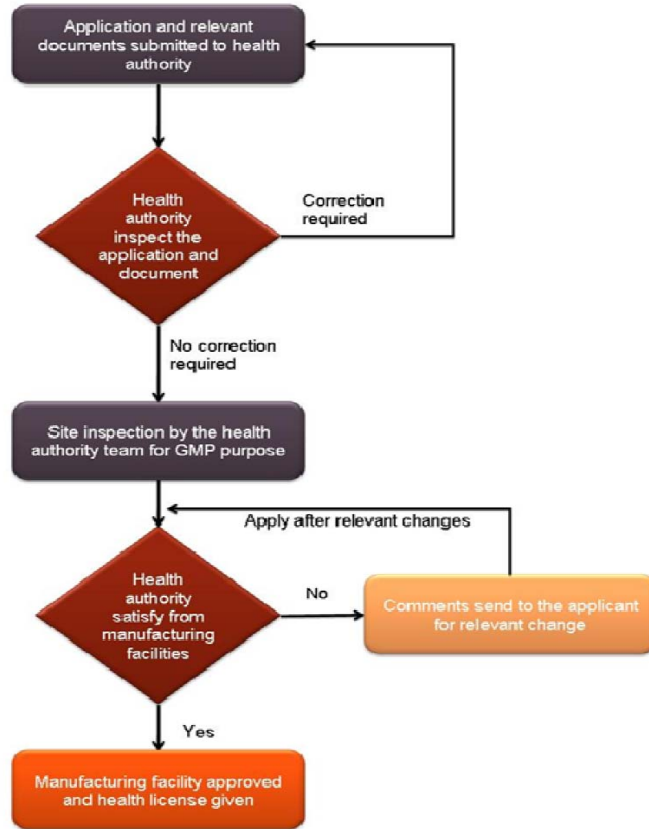 Application and relevant
documents submitted to health
authority
Health
authority
inspect the
application and
document
Correction
required
No correction
required
Site inspection by the health
authority team for GMP purpose
Apply after relevant changes
Health
authority
satisfy from
manufacturing
facilities
No
Comments send to the applicant
for relevant change
Yes
Manufacturing facility approved
and health license given